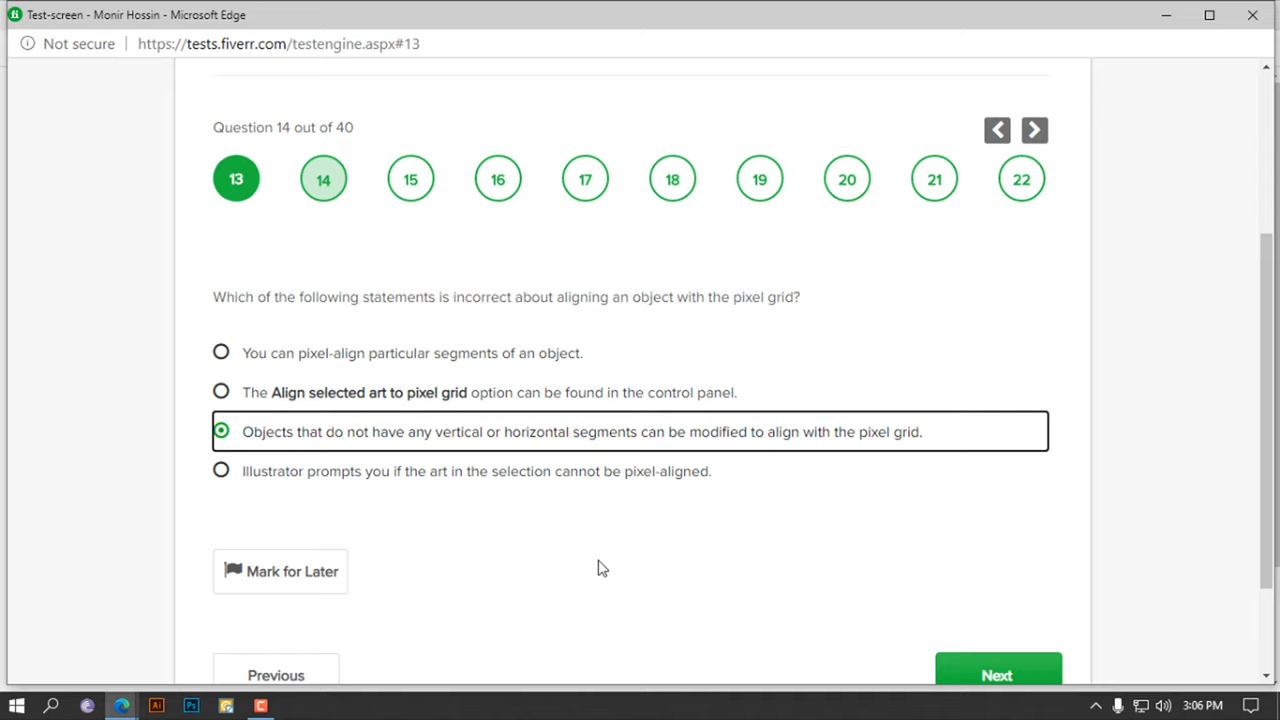 Test-screen - Monir Hossin - Microsoft Edge
Not secure | https://tests.fiverr.com/testengine.aspx#13
Question 14 out of 40
13 14 15 16 17 18 19 20 21 22
Which of the following statements is incorrect about aligning an object with the pixel grid?
You can pixel-align particular segments of an object.
The Align selected art to pixel grid option can be found in the control panel.
Objects that do not have any vertical or horizontal segments can be modified to align with the pixel grid.
Illustrator prompts you if the art in the selection cannot be pixel-aligned.
Mark for Later
Previous Next
fi
Ai Ps C 3:06 PM